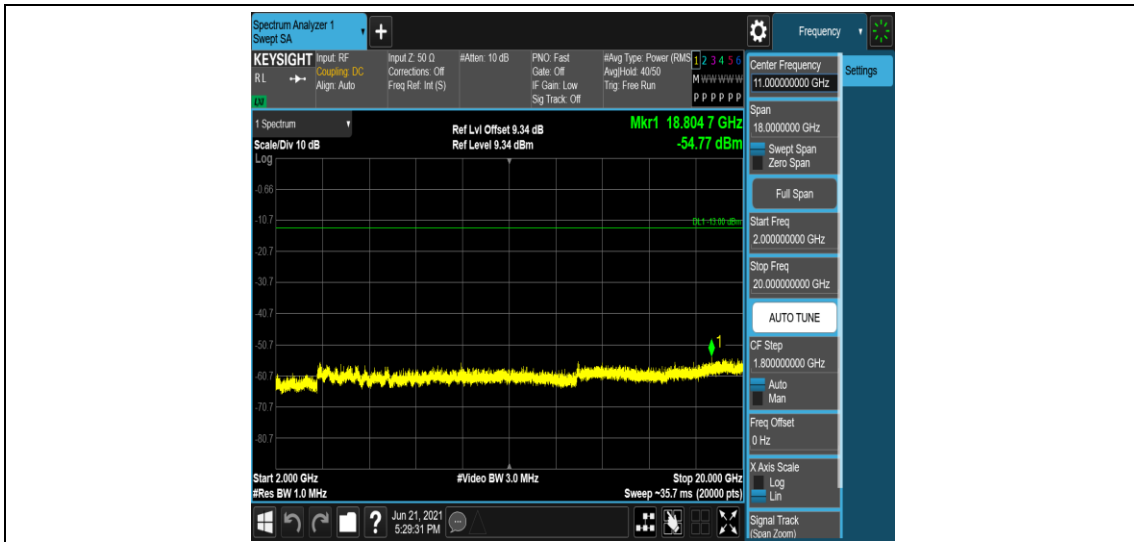 Spectrum Analyzer 1
Swept SA
+
Frequency
KEYSIGHT
RL
LXI
Input: RF
Coupling: DC
Align: Auto
Input Z: 50 Ω
Corrections: Off
Freq Ref: Int (S)
#Atten: 10 dB
PNO: Fast
Gate: Off
IF Gain: Low
Sig Track: Off
#Avg Type: Power (RMS
Avg|Hold: 40/50
Trig: Free Run
1 2 3 4 5 6
M W W W W W
P P P P P P
Center Frequency
11.000000000 GHz
Settings
Span
18.0000000 GHz
Swept Span
Zero Span
Full Span
Start Freq
2.000000000 GHz
Stop Freq
20.000000000 GHz
AUTO TUNE
CF Step
1.800000000 GHz
Auto
Man
Freq Offset
0 Hz
X Axis Scale
Log
Lin
Signal Track
(Span Zoom)
1 Spectrum
Scale/Div 10 dB
Log
Ref Lvl Offset 9.34 dB
Ref Level 9.34 dBm
Mkr1 18.804 7 GHz
-54.77 dBm
-0.66
-10.7
DL1 -13.00 dBm
-20.7
-30.7
-40.7
-50.7
1
-60.7
-70.7
-80.7
Start 2.000 GHz
#Res BW 1.0 MHz
#Video BW 3.0 MHz
Stop 20.000 GHz
Sweep ~35.7 ms (20000 pts)
?
Jun 21, 2021
5:29:31 PM